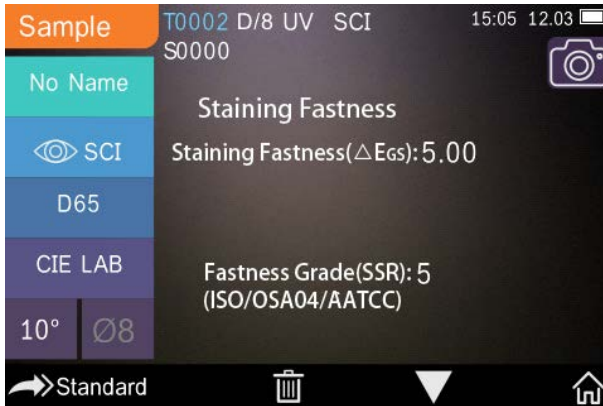 Sample
T0002 D/8 UV SCI 15:05 12.03
S0000
No Name
SCI
D65
CIE LAB
10° Ø8
Staining Fastness
Staining Fastness(△EGS):5.00
Fastness Grade(SSR): 5
(ISO/OSA04/AATCC)
Standard